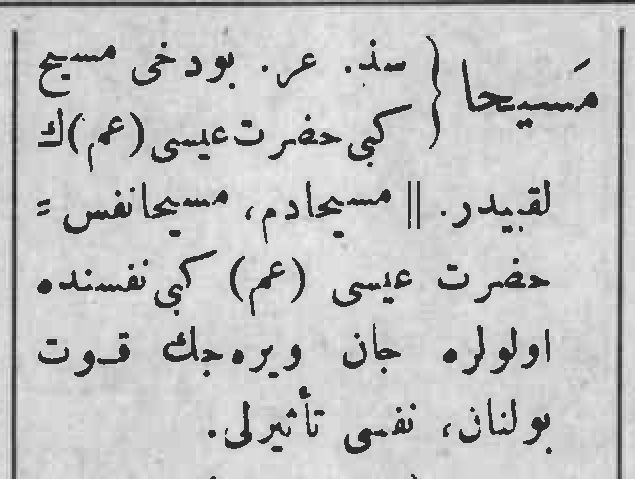 مَسیحا { سذ. عر. بودخی مسیح
کبی حضرت عیسی (عم) ك
لقبیدر. ‖ مسیحادم، مسیحانفس =
حضرت عیسی (عم) کبی نفسنده
اولولره جان ویره‌جك قوت
بولنان، نفسی تأثیرلی.